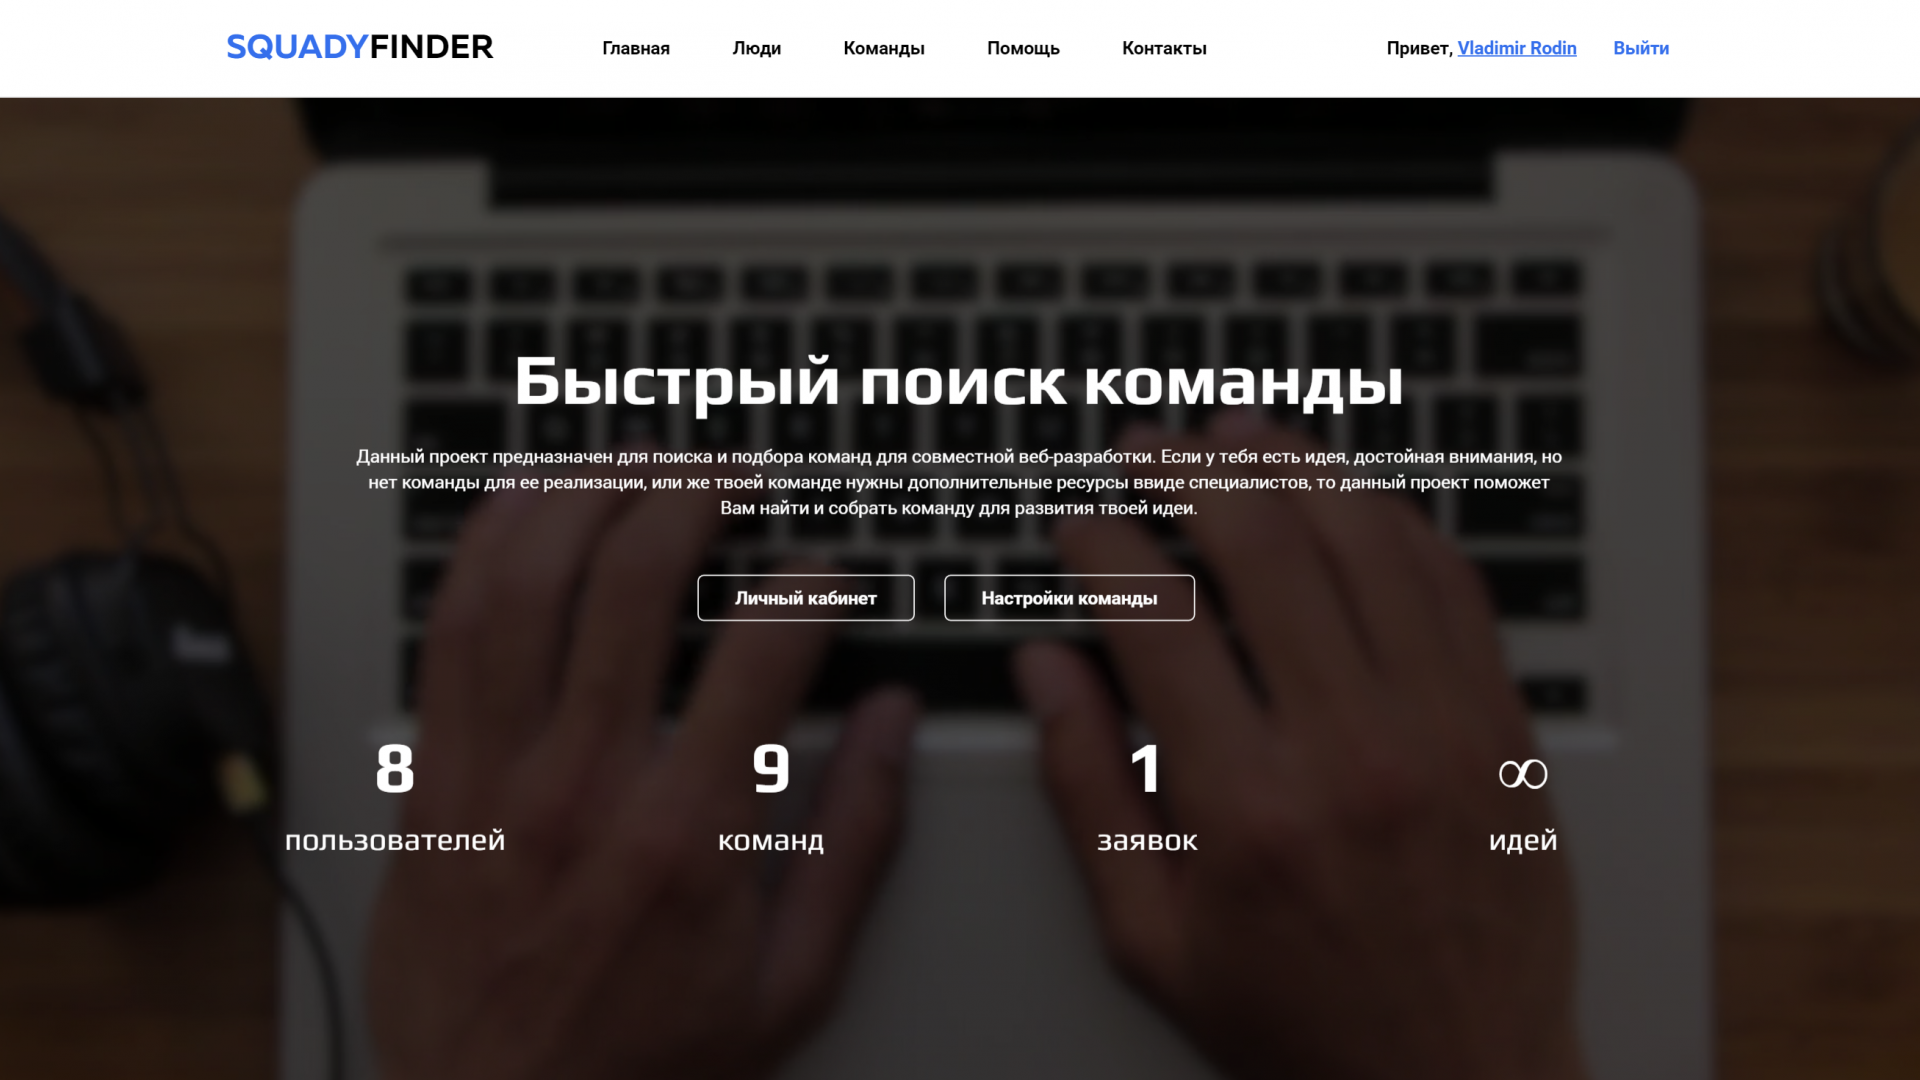 SQUADYFINDER
Главная
Люди
Команды
Помощь
Контакты
Привет, Vladimir Rodin
Выйти
Быстрый поиск команды
Данный проект предназначен для поиска и подбора команд для совместной веб-разработки. Если у тебя есть идея, достойная внимания, но
нет команды для ее реализации, или же твоей команде нужны дополнительные ресурсы ввиде специалистов, то данный проект поможет
Вам найти и собрать команду для развития твоей идеи.
Личный кабинет
Настройки команды
8
пользователей
9
команд
1
заявок
∞
идей